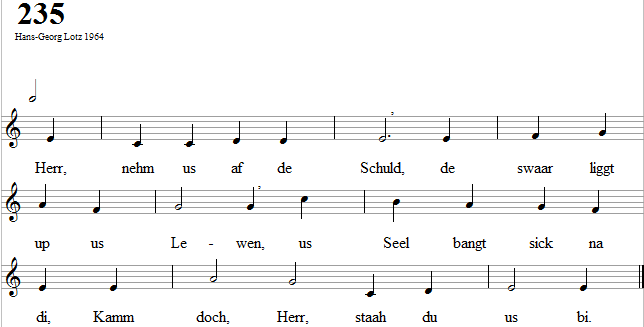 235
Hans-Georg Lotz 1964
Herr, nehm us af de Schuld, de swaar liggt
up us Le - wen, us Seel bangt sick na
di, Kamm doch, Herr, staah du us bi.